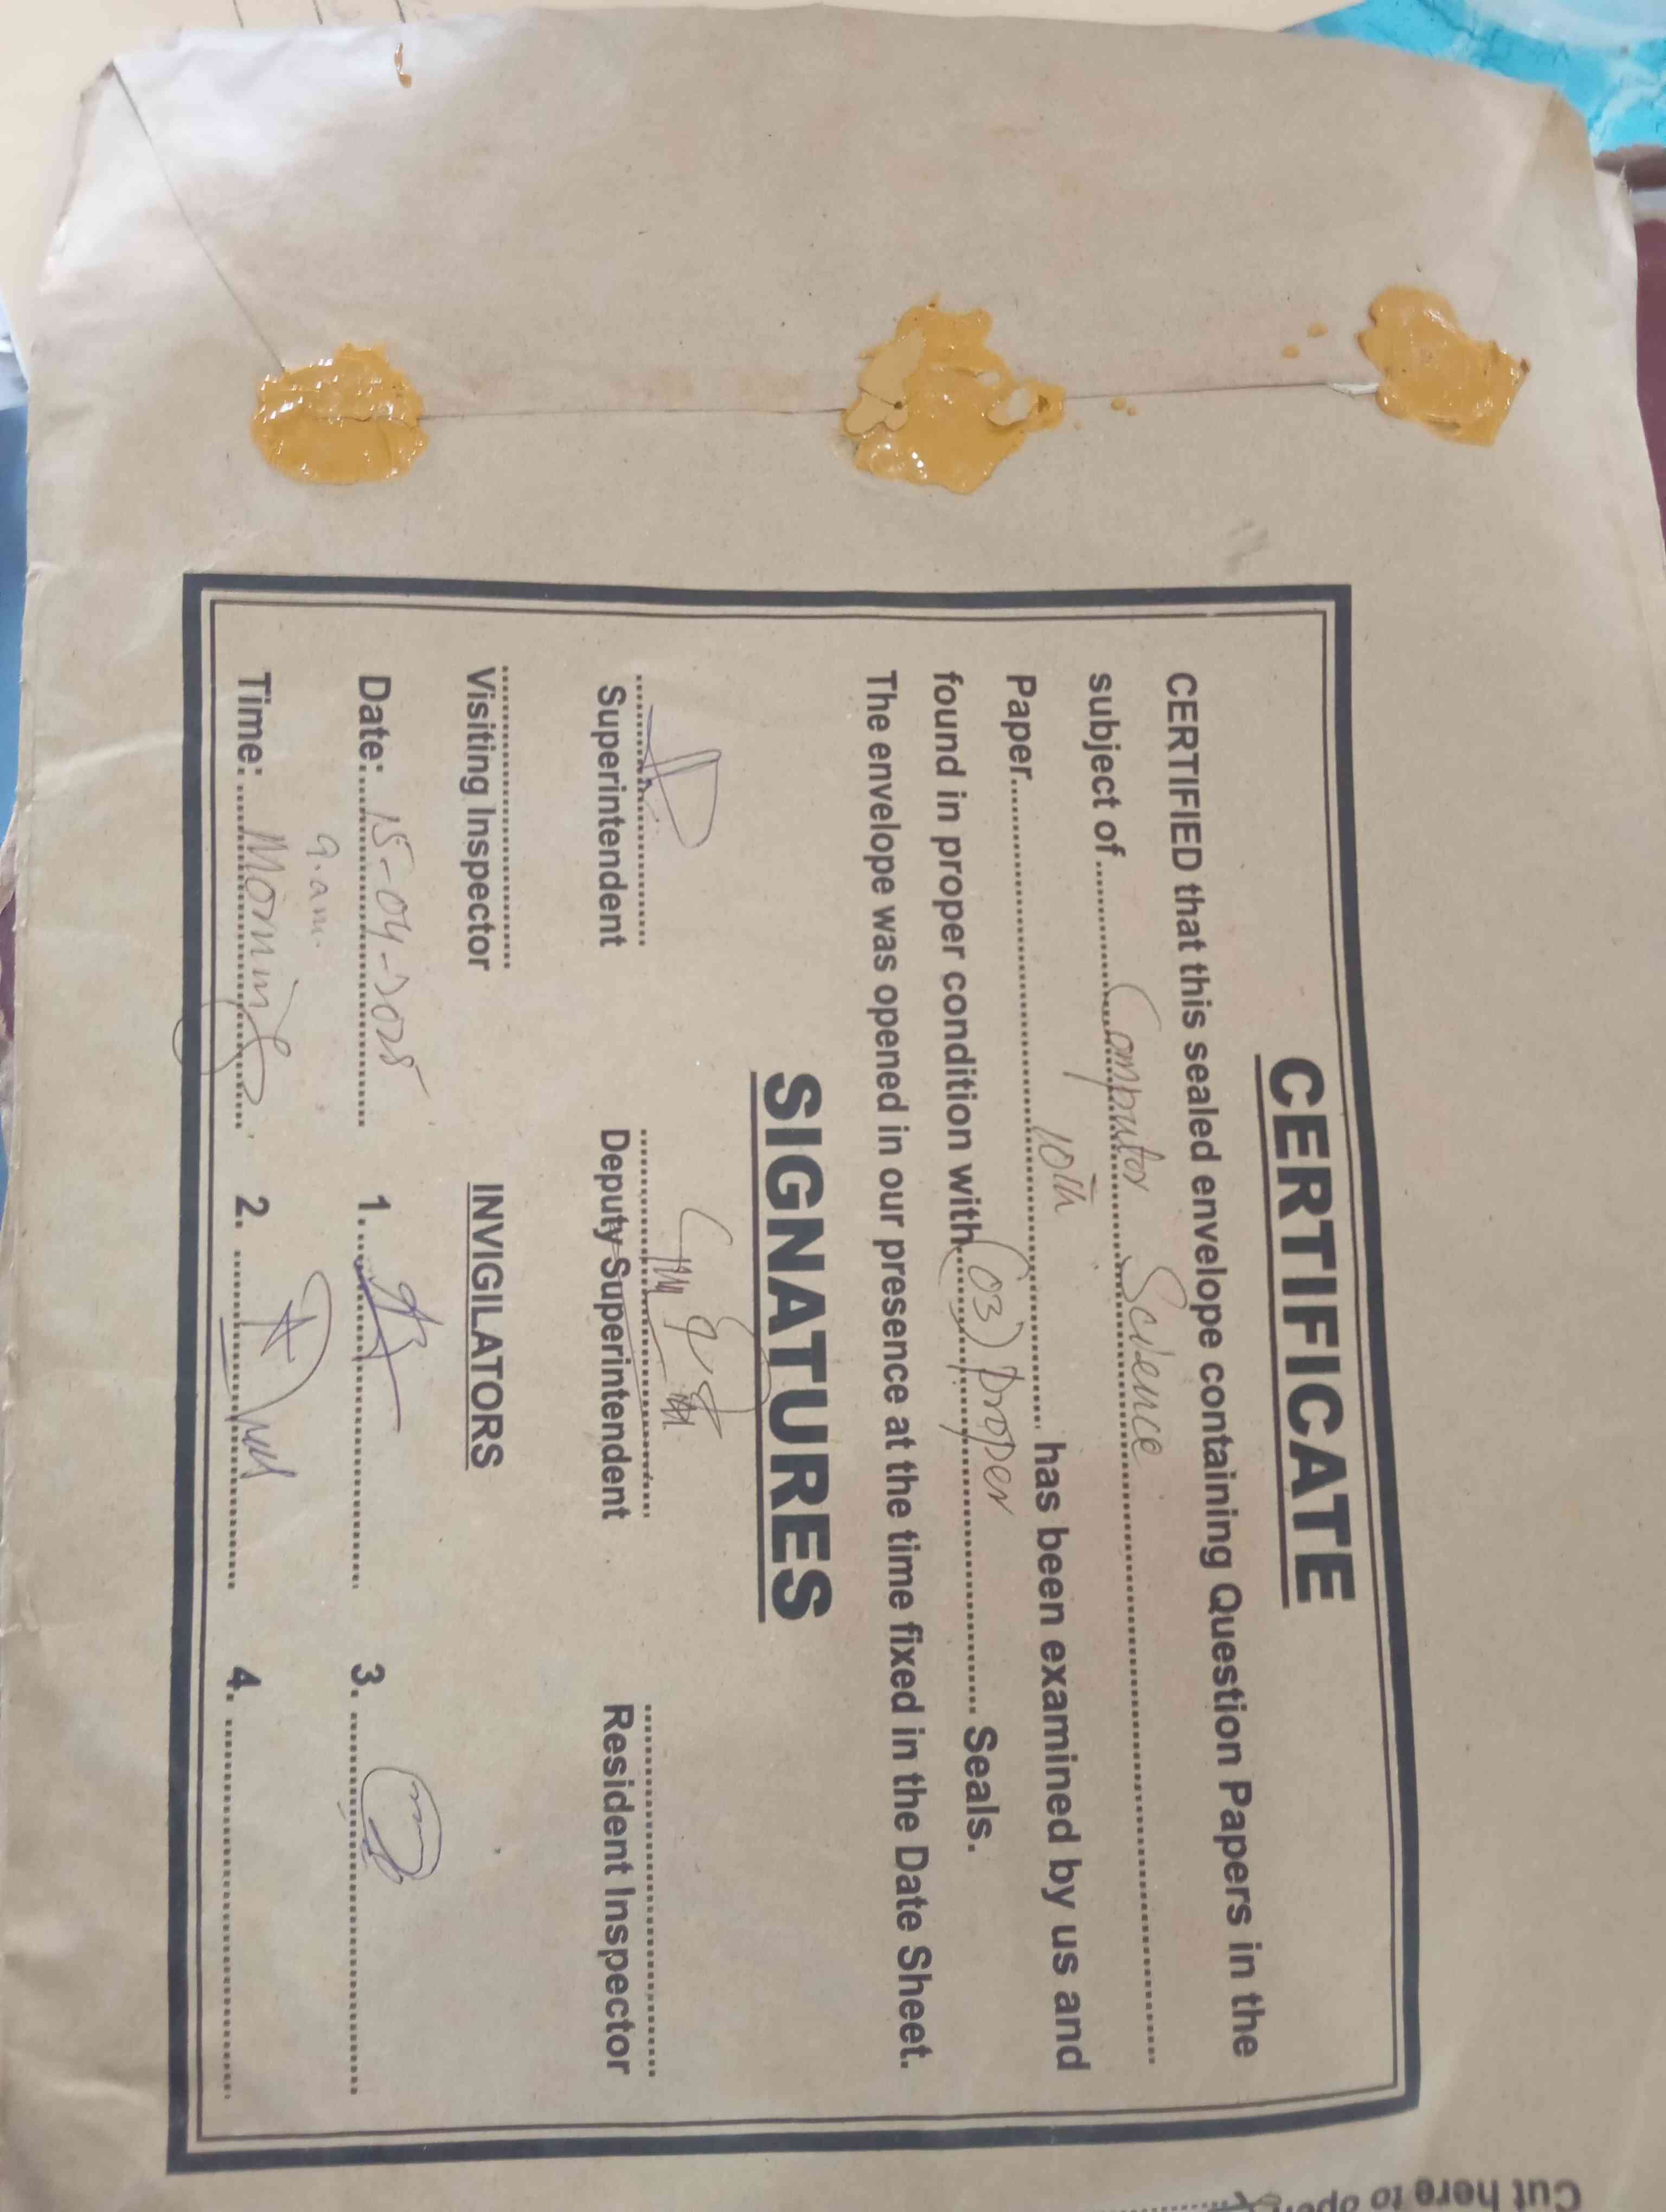 CERTIFICATE
CERTIFIED that this sealed envelope containing Question Papers in the
subject of Computer Science
Paper 10th has been examined by us and
found in proper condition with (03) proper Seals.
The envelope was opened in our presence at the time fixed in the Date Sheet.
SIGNATURES
Superintendent Deputy Superintendent Resident Inspector
Visiting Inspector INVIGILATORS
Date: 15-04-2025 1. 3.
9.am.
Time: Morning 2. 4.
Cut here to open